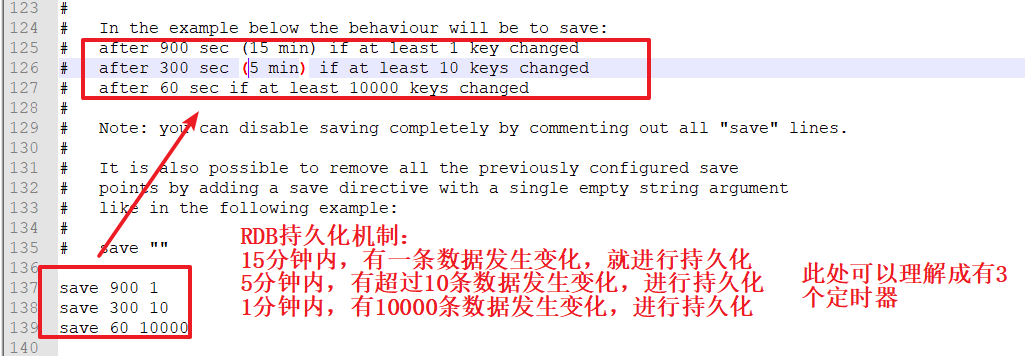 123 #
124 #   In the example below the behaviour will be to save:
125 #   after 900 sec (15 min) if at least 1 key changed
126 #   after 300 sec (5 min) if at least 10 keys changed
127 #   after 60 sec if at least 10000 keys changed
128 #
129 #   Note: you can disable saving completely by commenting out all "save" lines.
130 #
131 #   It is also possible to remove all the previously configured save
132 #   points by adding a save directive with a single empty string argument
133 #   like in the following example:
134 #
135 #   save ""
136
137 save 900 1
138 save 300 10
139 save 60 10000
140
RDB持久化机制:
15分钟内，有一条数据发生变化，就进行持久化
5分钟内，有超过10条数据发生变化，进行持久化
1分钟内，有10000条数据发生变化，进行持久化
此处可以理解成有3
个定时器